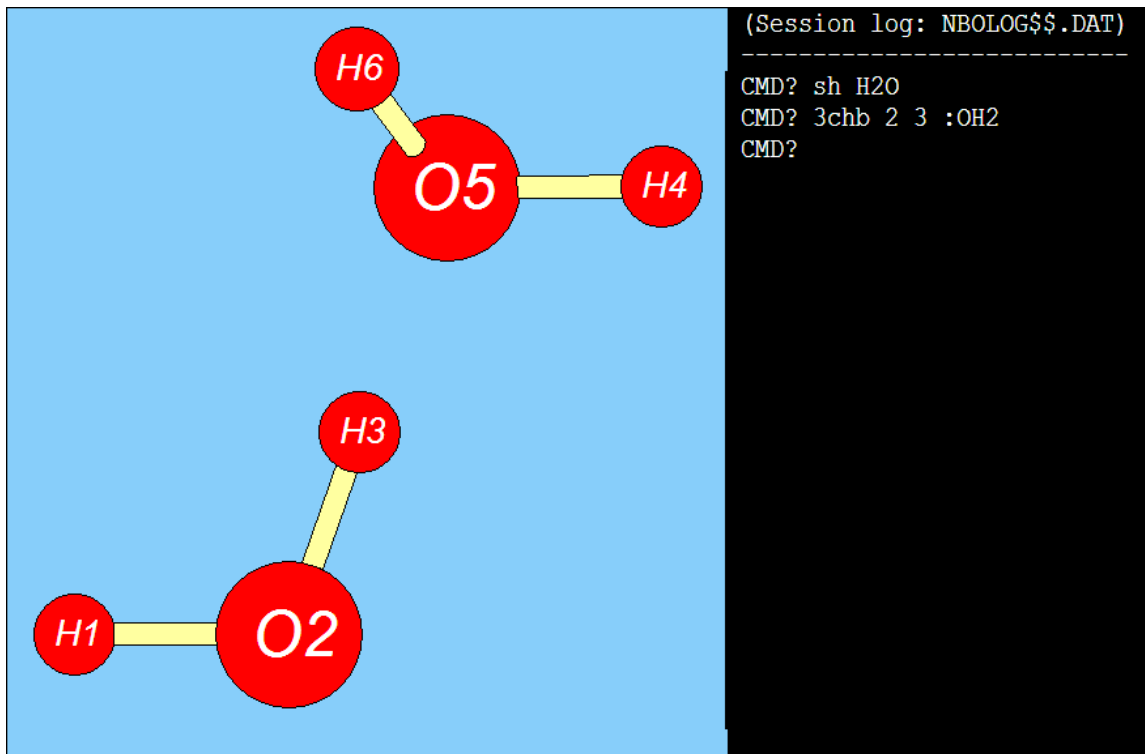 H6
O5
H4
H3
H1
O2
(Session log: NBOLOG$$.DAT)
---------------------------
CMD? sh H2O
CMD? 3chb 2 3 :OH2
CMD?